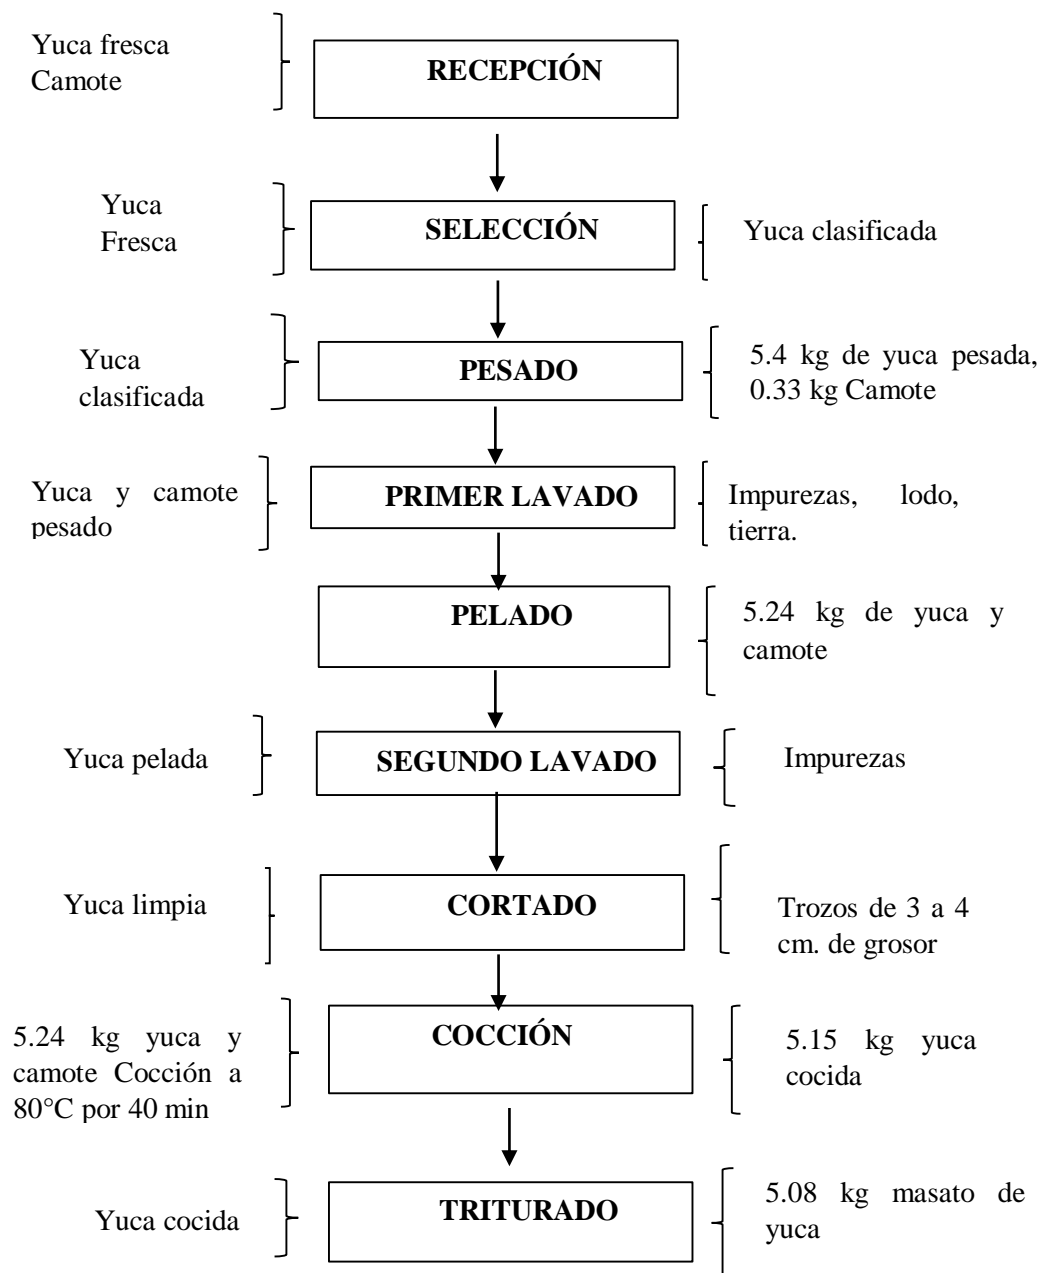 Yuca fresca
Camote
RECEPCIÓN
Yuca
Fresca
SELECCIÓN
Yuca clasificada
Yuca
clasificada
PESADO
5.4 kg de yuca pesada,
0.33 kg Camote
Yuca y camote
pesado
PRIMER LAVADO
Impurezas, lodo,
tierra.
PELADO
5.24 kg de yuca y
camote
Yuca pelada
SEGUNDO LAVADO
Impurezas
Yuca limpia
CORTADO
Trozos de 3 a 4
cm. de grosor
5.24 kg yuca y
camote Cocción a
80°C por 40 min
COCCIÓN
5.15 kg yuca
cocida
Yuca cocida
TRITURADO
5.08 kg masato de
yuca